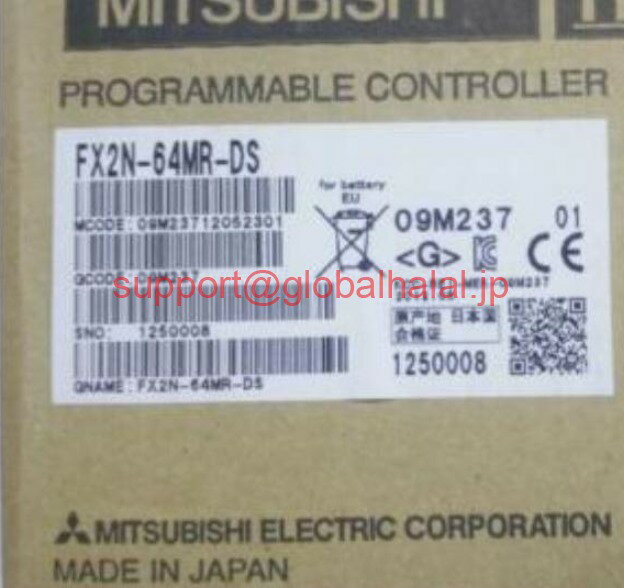 MITSUBISHI
PROGRAMMABLE CONTROLLER
FX2N-64MR-DS
for battery
EU
MCODE:09M23712052301
09M237 01
<G> CE
QCODE: 09M237
support@globalhalal.jp
SNO. 1250008
原产地 日本国
合格证
1250008
QNAME:FX2N-64MR-DS
MITSUBISHI ELECTRIC CORPORATION
MADE IN JAPAN